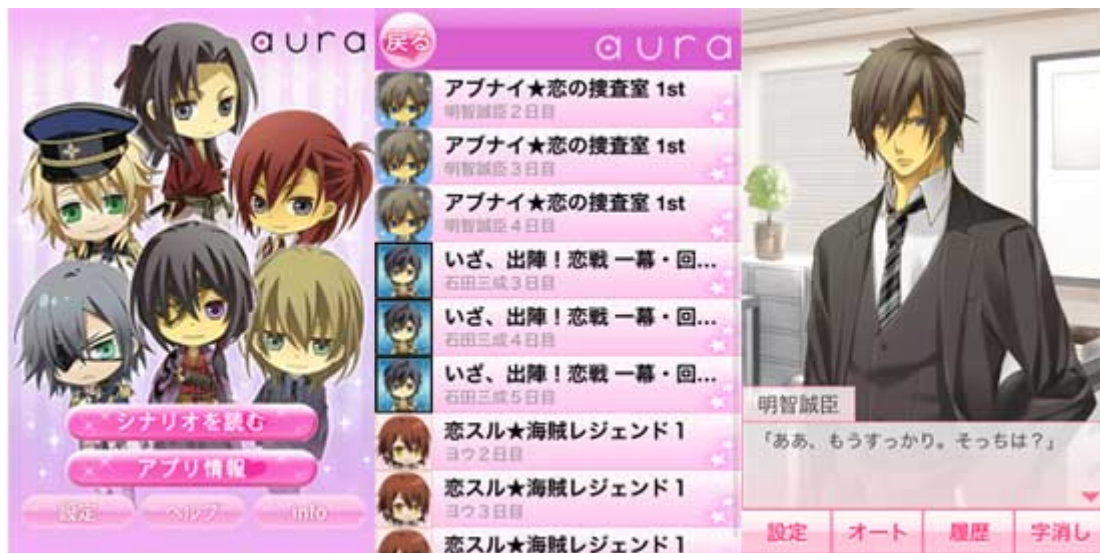 aura
シナリオを読む
アプリ情報
設定
ヘルプ
info
戻る
aura
アブナイ★恋の捜査室 1st
明智誠臣2日目
アブナイ★恋の捜査室 1st
明智誠臣3日目
アブナイ★恋の捜査室 1st
明智誠臣4日目
いざ、出陣！恋戦 一幕・回...
石田三成3日目
いざ、出陣！恋戦 一幕・回...
石田三成4日目
いざ、出陣！恋戦 一幕・回...
石田三成5日目
恋スル★海賊レジェンド1
ヨウ2日目
恋スル★海賊レジェンド1
ヨウ3日目
恋スル★海賊レジェンド1
明智誠臣
「ああ、もうすっかり。そっちは？」
設定
オート
履歴
字消し